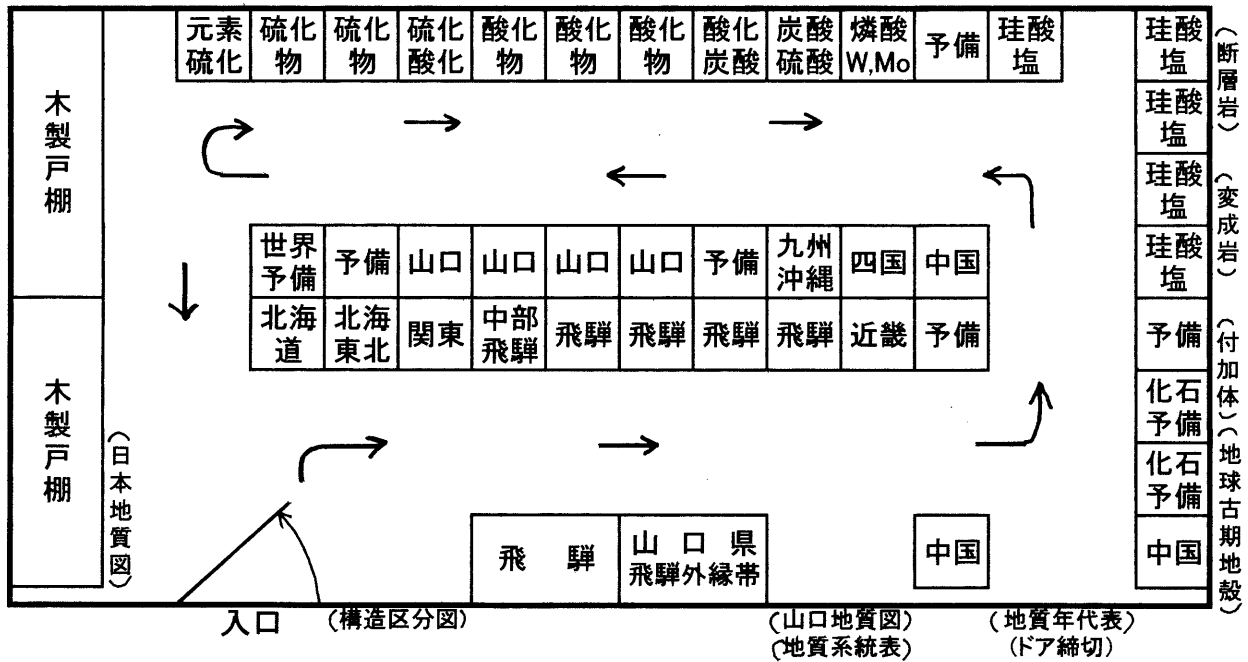 元素
硫化
硫化
物
硫化
物
硫化
酸化
酸化
物
酸化
物
酸化
物
酸化
炭酸
炭酸
硫酸
燐酸
W,Mo
予備
珪酸
塩
珪酸
塩
(断層岩)
木製戸棚
珪酸
塩
珪酸
塩
(変成岩)
世界
予備
予備
山口
山口
山口
山口
予備
九州
沖縄
四国
中国
珪酸
塩
北海
道
北海
東北
関東
中部
飛騨
飛騨
飛騨
飛騨
飛騨
近畿
予備
予備
(付加体)
木製戸棚
化石
予備
化石
予備
(地球古期地殻)
(日本地質図)
飛騨
山口県
飛騨外縁帯
中国
中国
入口
(構造区分図)
(山口地質図)
(地質系統表)
(地質年代表)
(ドア締切)